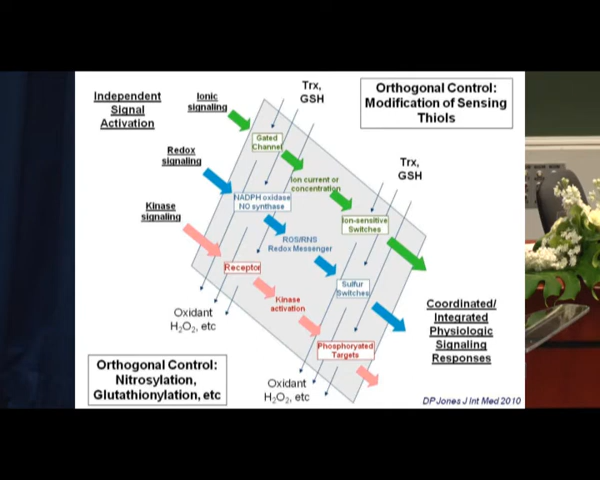 Independent
Signal
Activation
Ionic
signaling
Trx,
GSH
Orthogonal Control:
Modification of Sensing
Thiols
Gated
Channel
Redox
signaling
Ion current or
concentration
Trx,
GSH
NADPH oxidase
NO synthase
Kinase
signaling
Ion-sensitive
Switches
ROS/RNS
Redox Messenger
Receptor
Sulfur
Switches
Kinase
activation
Oxidant
H₂O₂, etc
Coordinated/
Integrated
Physiologic
Signaling
Responses
Phosphoryated
Targets
Orthogonal Control:
Nitrosylation,
Glutathionylation, etc
Oxidant
H₂O₂, etc
DP Jones J Int Med 2010